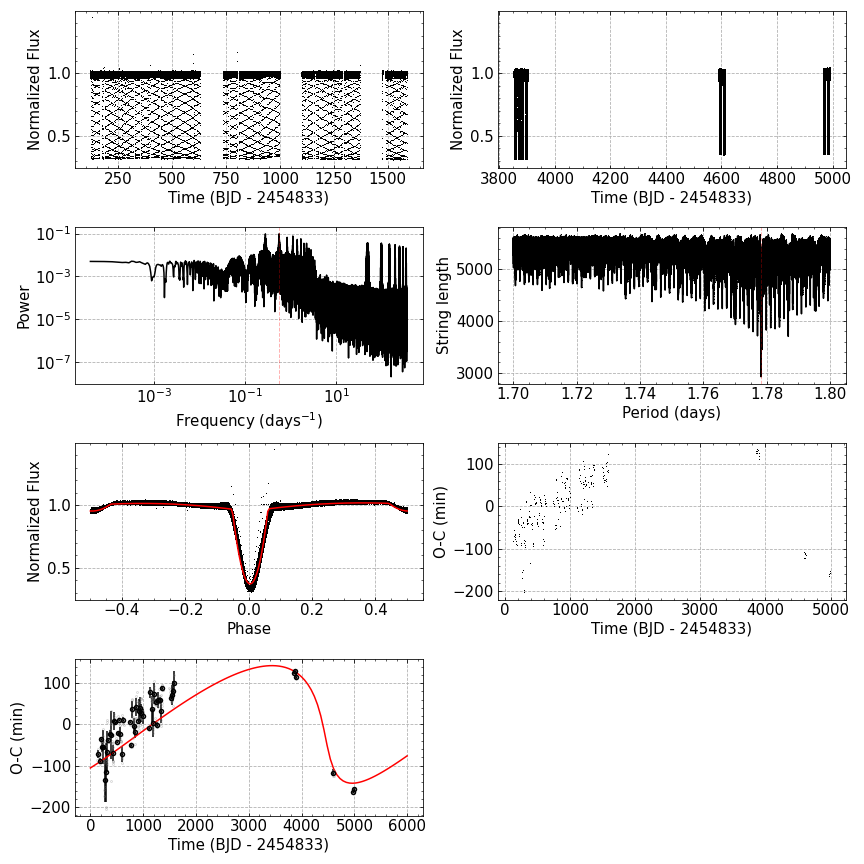 Normalized Flux
1.0
0.5
250 500 750 1000 1250 1500
Time (BJD - 2454833)
Normalized Flux
1.0
0.5
3800 4000 4200 4400 4600 4800 5000
Time (BJD - 2454833)
Power
10⁻¹
10⁻³
10⁻⁵
10⁻⁷
10⁻³ 10⁻¹ 10¹
Frequency (days⁻¹)
String length
5000
4000
3000
1.70 1.72 1.74 1.76 1.78 1.80
Period (days)
Normalized Flux
1.0
0.5
−0.4 −0.2 0.0 0.2 0.4
Phase
O-C (min)
100
0
−100
−200
0 1000 2000 3000 4000 5000
Time (BJD - 2454833)
O-C (min)
100
0
−100
−200
0 1000 2000 3000 4000 5000 6000
Time (BJD - 2454833)